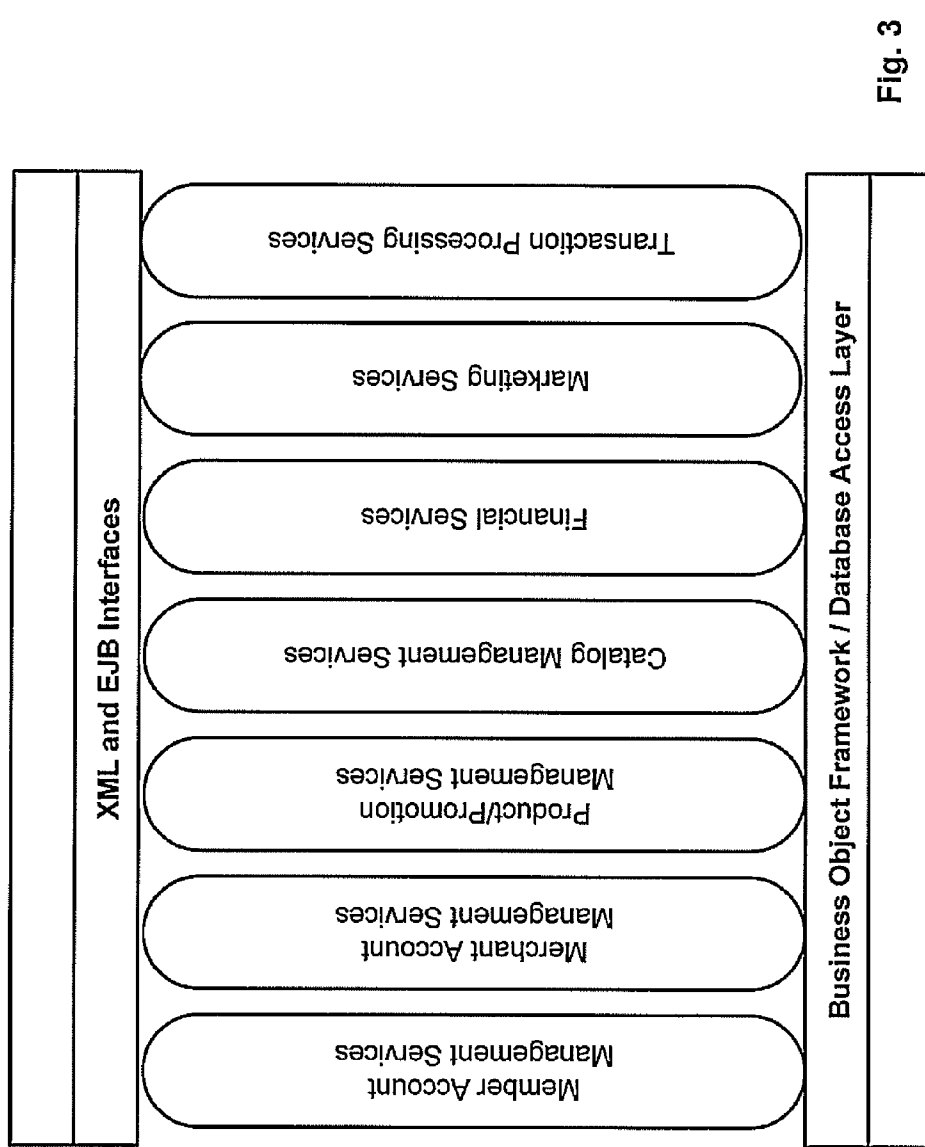 XML and EJB Interfaces
Member Account
Management Services
Merchant Account
Management Services
Product/Promotion
Management Services
Catalog Management Services
Financial Services
Marketing Services
Transaction Processing Services
Business Object Framework / Database Access Layer
Fig. 3